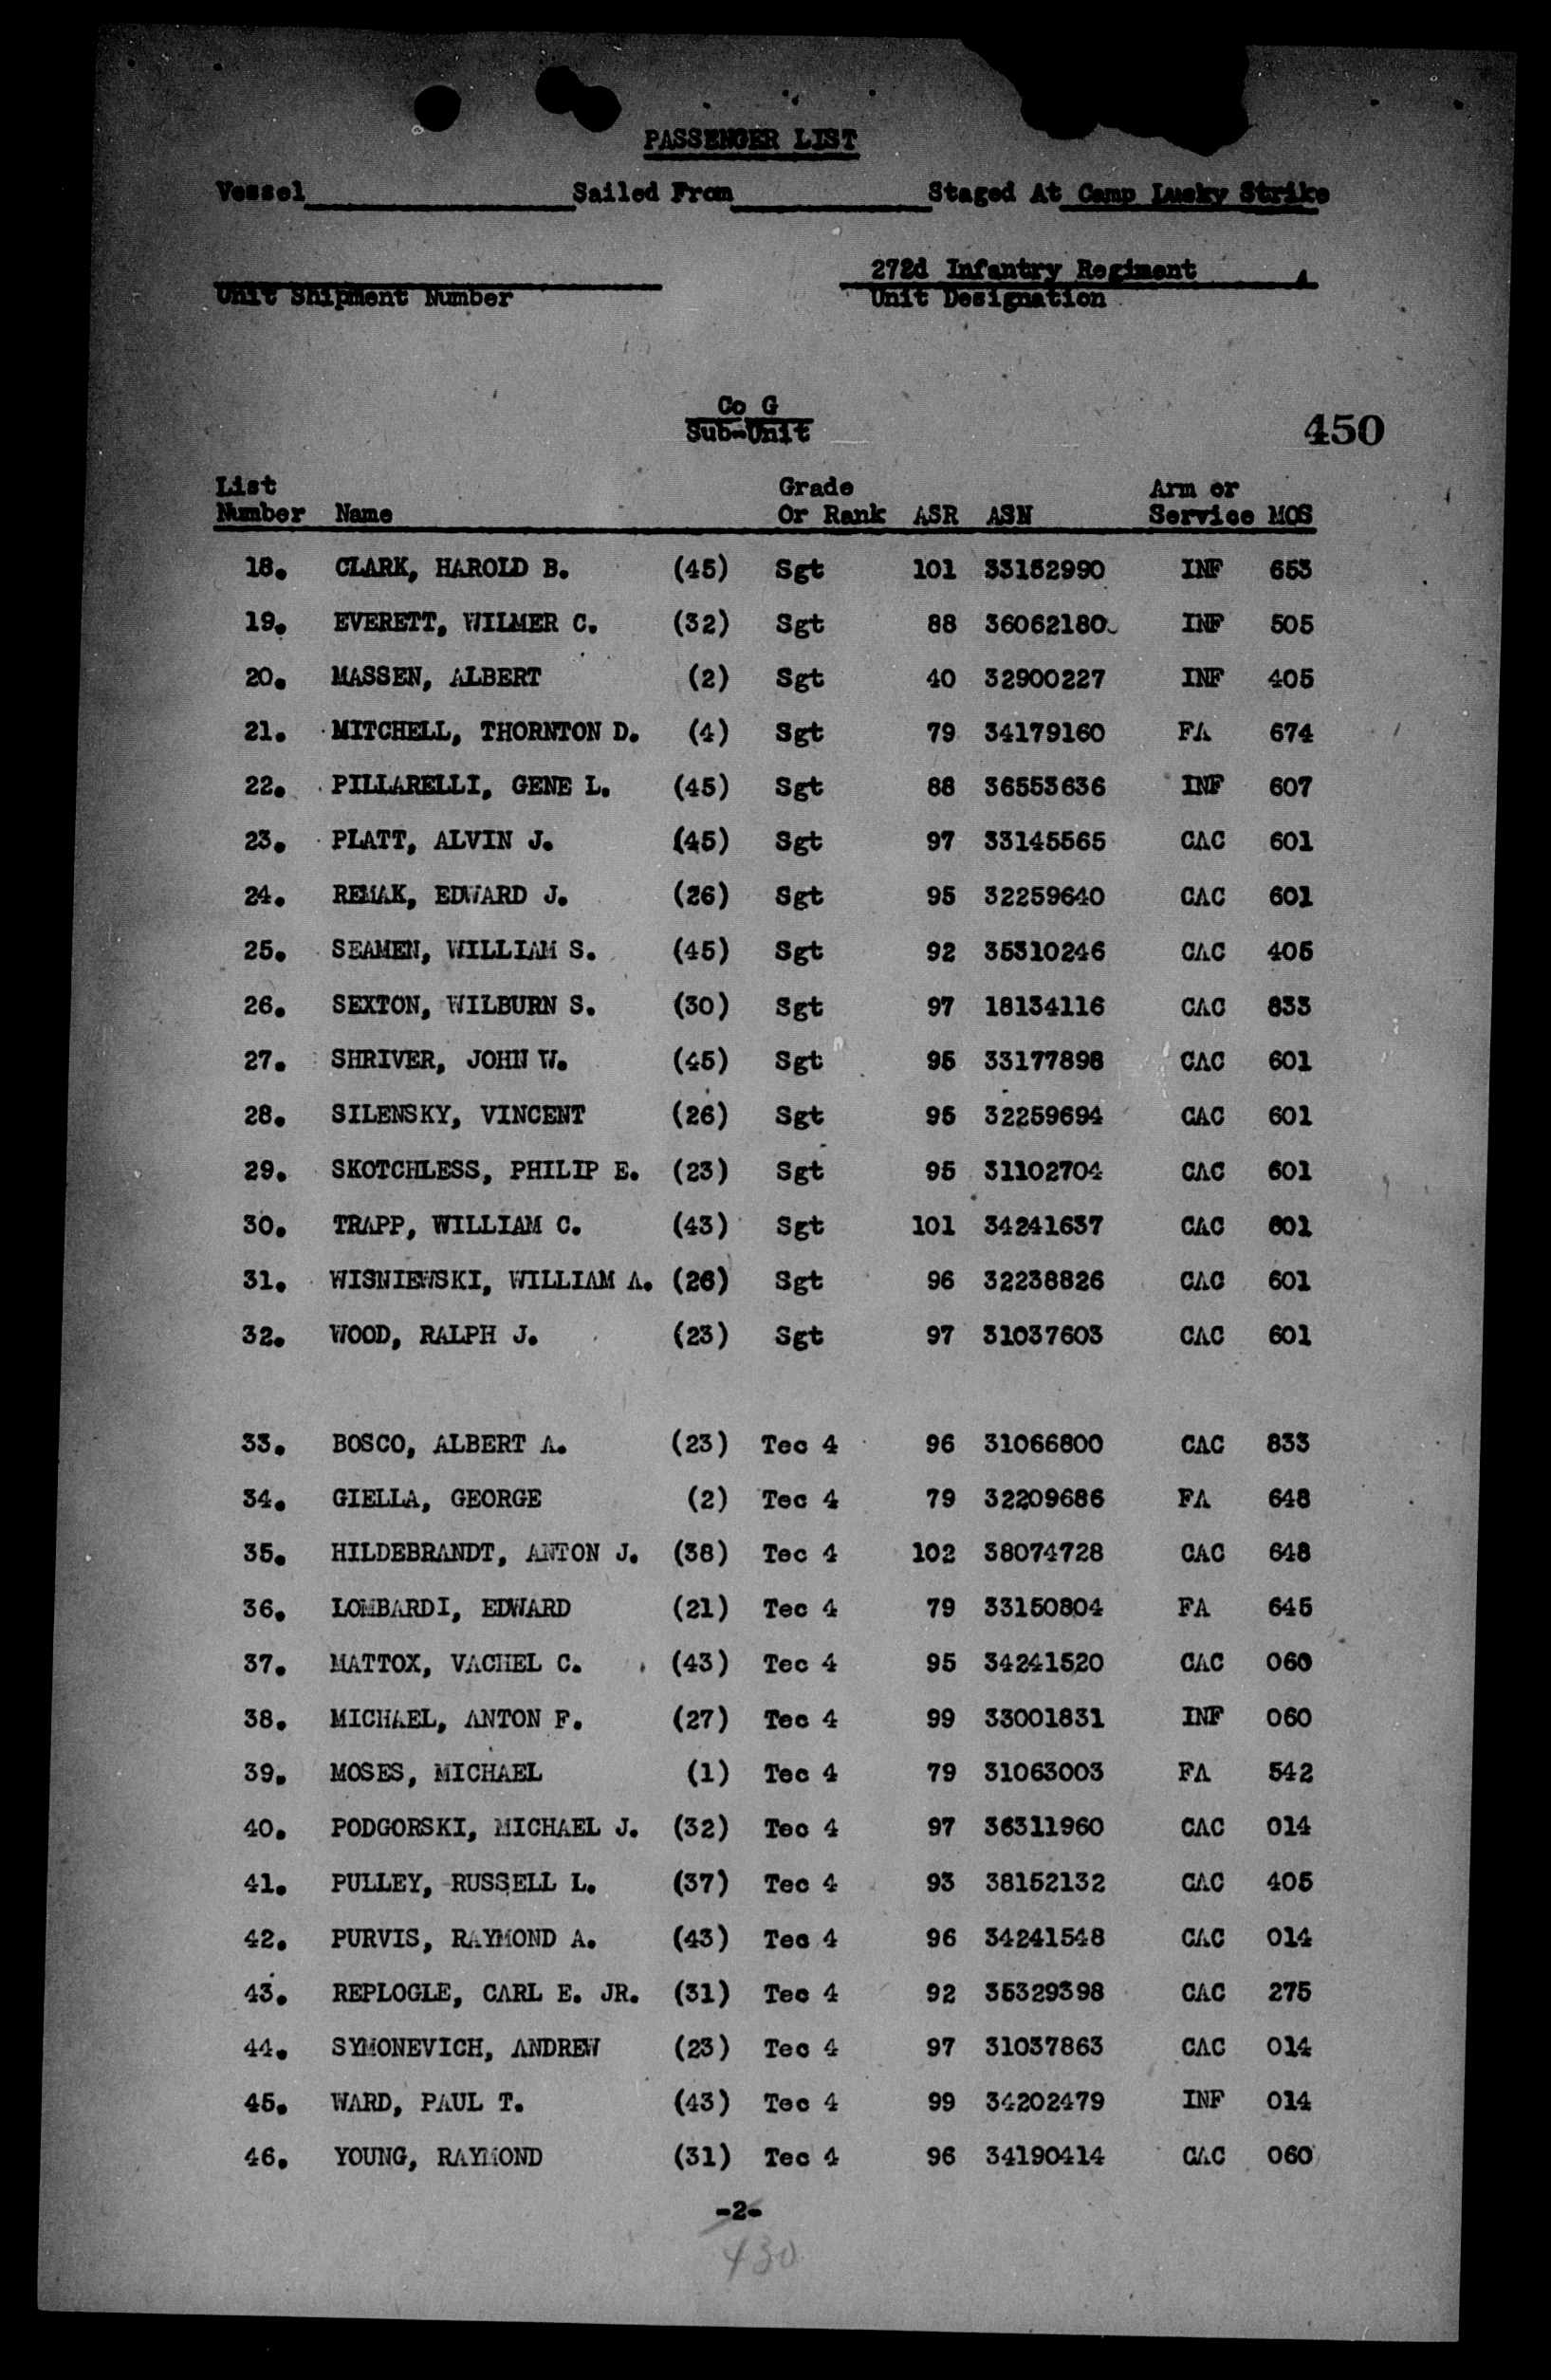 PASSENGER LIST
Vessel Sailed From Staged At Camp Lucky Strike
272d Infantry Regiment
Unit Shipment Number Unit Designation
Co G
Sub-Unit
450
List Grade Arm or
Number Name Or Rank ASR ASN Service MOS
18. CLARK, HAROLD B. (45) Sgt 101 33152990 INF 653
19. EVERETT, WILMER C. (32) Sgt 88 36062180 INF 505
20. MASSEN, ALBERT (2) Sgt 40 32900227 INF 405
21. MITCHELL, THORNTON D. (4) Sgt 79 34179160 FA 674
22. PILLARELLI, GENE L. (45) Sgt 88 36553636 INF 607
23. PLATT, ALVIN J. (45) Sgt 97 33145565 CAC 601
24. REMAK, EDWARD J. (26) Sgt 95 32259640 CAC 601
25. SEAMEN, WILLIAM S. (45) Sgt 92 35310246 CAC 405
26. SEXTON, WILBURN S. (30) Sgt 97 18134116 CAC 833
27. SHRIVER, JOHN W. (45) Sgt 95 33177898 CAC 601
28. SILENSKY, VINCENT (26) Sgt 95 32259694 CAC 601
29. SKOTCHLESS, PHILIP E. (23) Sgt 95 31102704 CAC 601
30. TRAPP, WILLIAM C. (43) Sgt 101 34241637 CAC 601
31. WISNIEWSKI, WILLIAM A. (26) Sgt 96 32238826 CAC 601
32. WOOD, RALPH J. (23) Sgt 97 31037603 CAC 601
33. BOSCO, ALBERT A. (23) Tec 4 96 31066800 CAC 833
34. GIELLA, GEORGE (2) Tec 4 79 32209686 FA 648
35. HILDEBRANDT, ANTON J. (38) Tec 4 102 38074728 CAC 648
36. LOMBARDI, EDWARD (21) Tec 4 79 33150804 FA 645
37. MATTOX, VACHEL C. (43) Tec 4 95 34241520 CAC 060
38. MICHAEL, ANTON F. (27) Tec 4 99 33001831 INF 060
39. MOSES, MICHAEL (1) Tec 4 79 31063003 FA 542
40. PODGORSKI, MICHAEL J. (32) Tec 4 97 36311960 CAC 014
41. PULLEY, RUSSELL L. (37) Tec 4 93 38152132 CAC 405
42. PURVIS, RAYMOND A. (43) Tec 4 96 34241548 CAC 014
43. REPLOGLE, CARL E. JR. (31) Tec 4 92 35329398 CAC 275
44. SYMONEVICH, ANDREW (23) Tec 4 97 31037863 CAC 014
45. WARD, PAUL T. (43) Tec 4 99 34202479 INF 014
46. YOUNG, RAYMOND (31) Tec 4 96 34190414 CAC 060
-2-
430